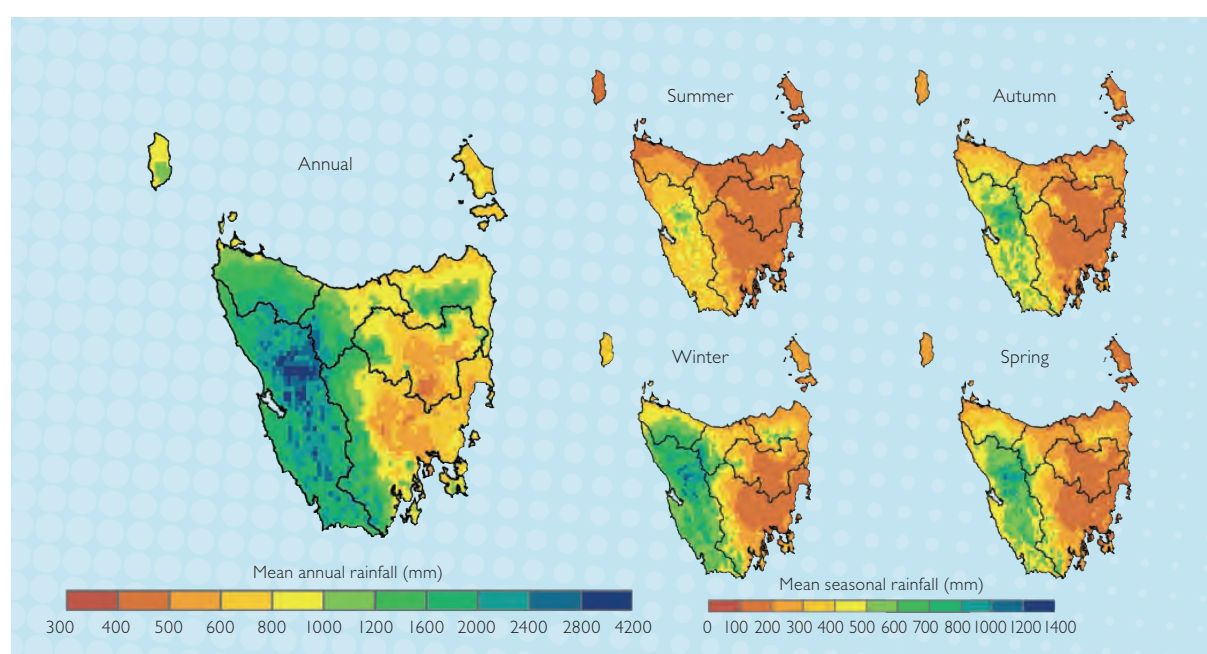 Annual
Summer
Autumn
Winter
Spring
Mean annual rainfall (mm)
300 400 500 600 800 1000 1200 1600 2000 2400 2800 4200
Mean seasonal rainfall (mm)
0 100 200 300 400 500 600 700 800 1000 1200 1400